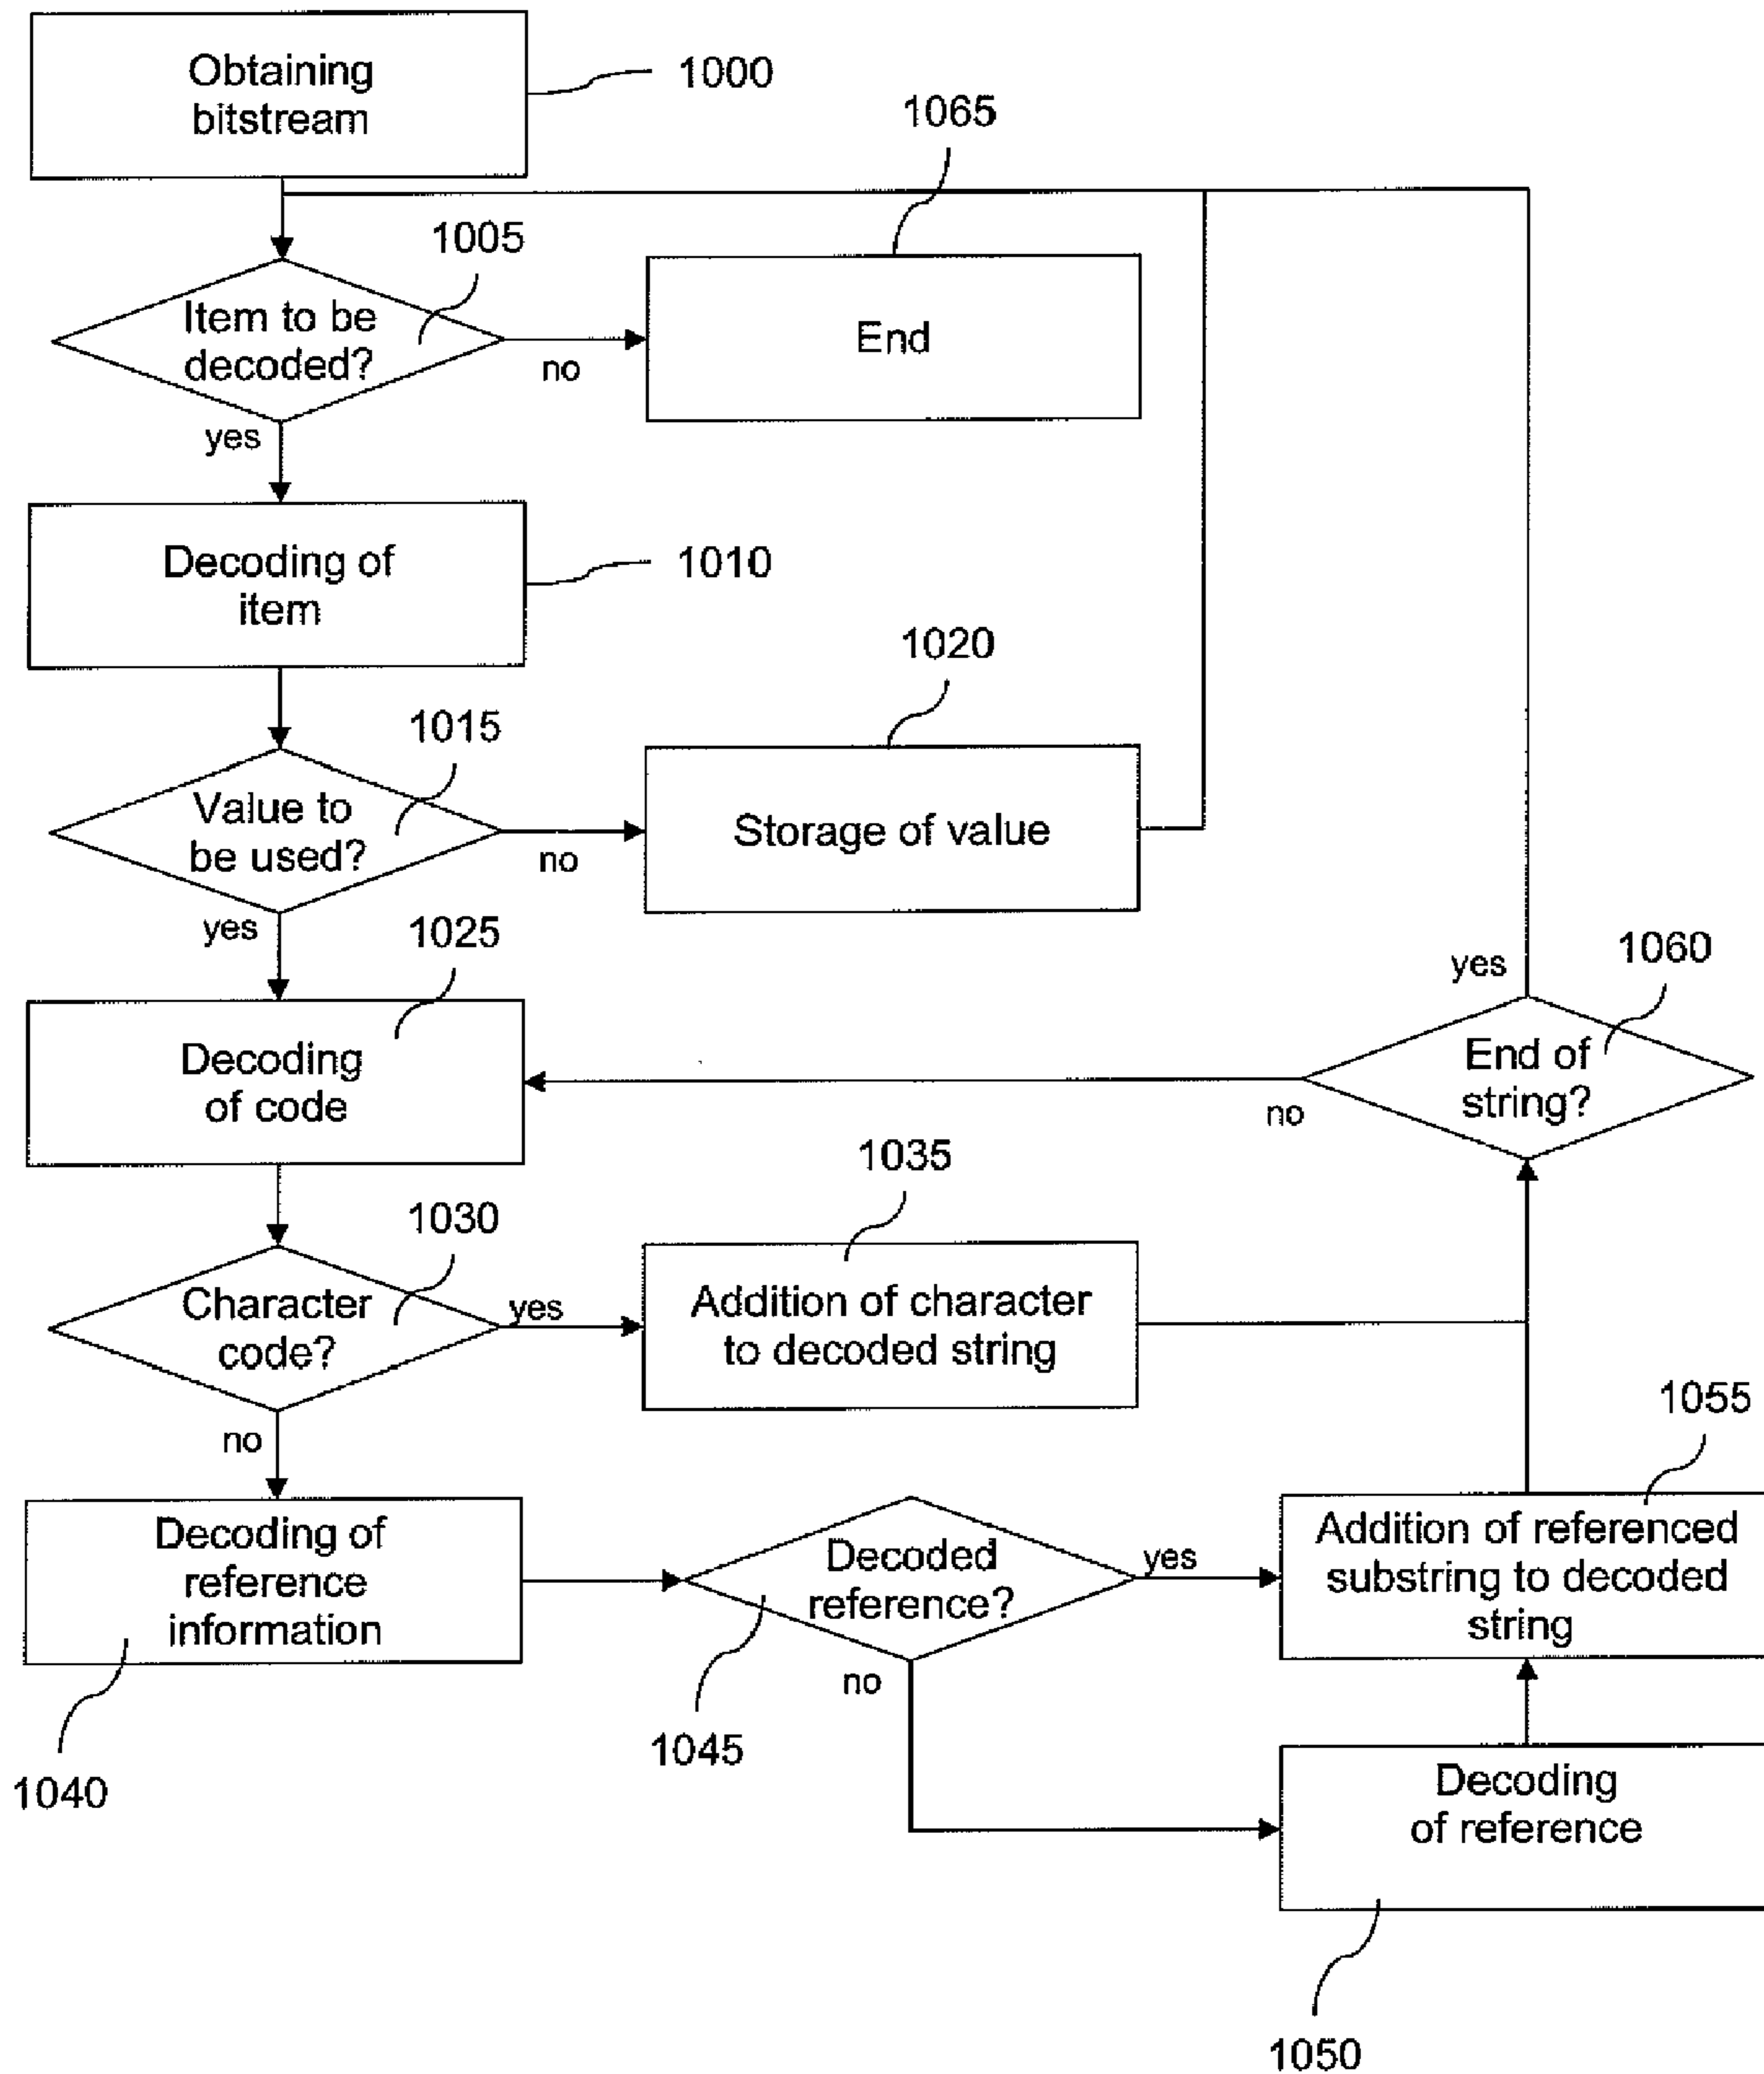 Obtaining
bitstream
1000
1065
1005
Item to be
decoded?
no
End
yes
Decoding of
item
1010
1020
1015
Value to
be used?
no
Storage of value
yes
1025
1060
yes
Decoding
of code
End of
string?
no
1035
1030
Character
code?
yes
Addition of character
to decoded string
1055
no
Decoding of
reference
information
Decoded
reference?
yes
Addition of referenced
substring to decoded
string
no
1045
1040
Decoding
of reference
1050